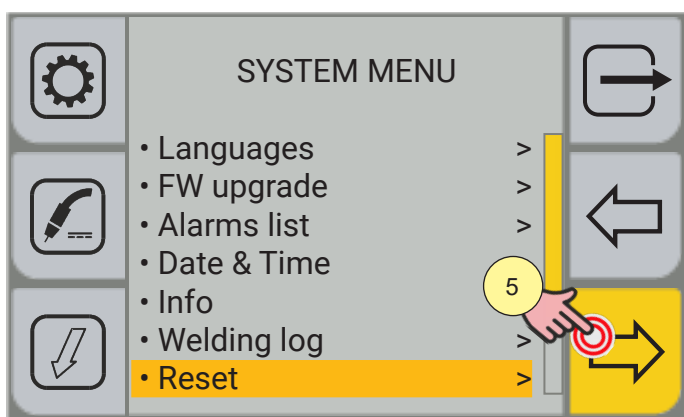 SYSTEM MENU
• Languages >
• FW upgrade >
• Alarms list >
• Date & Time
• Info
5
• Welding log >
• Reset >